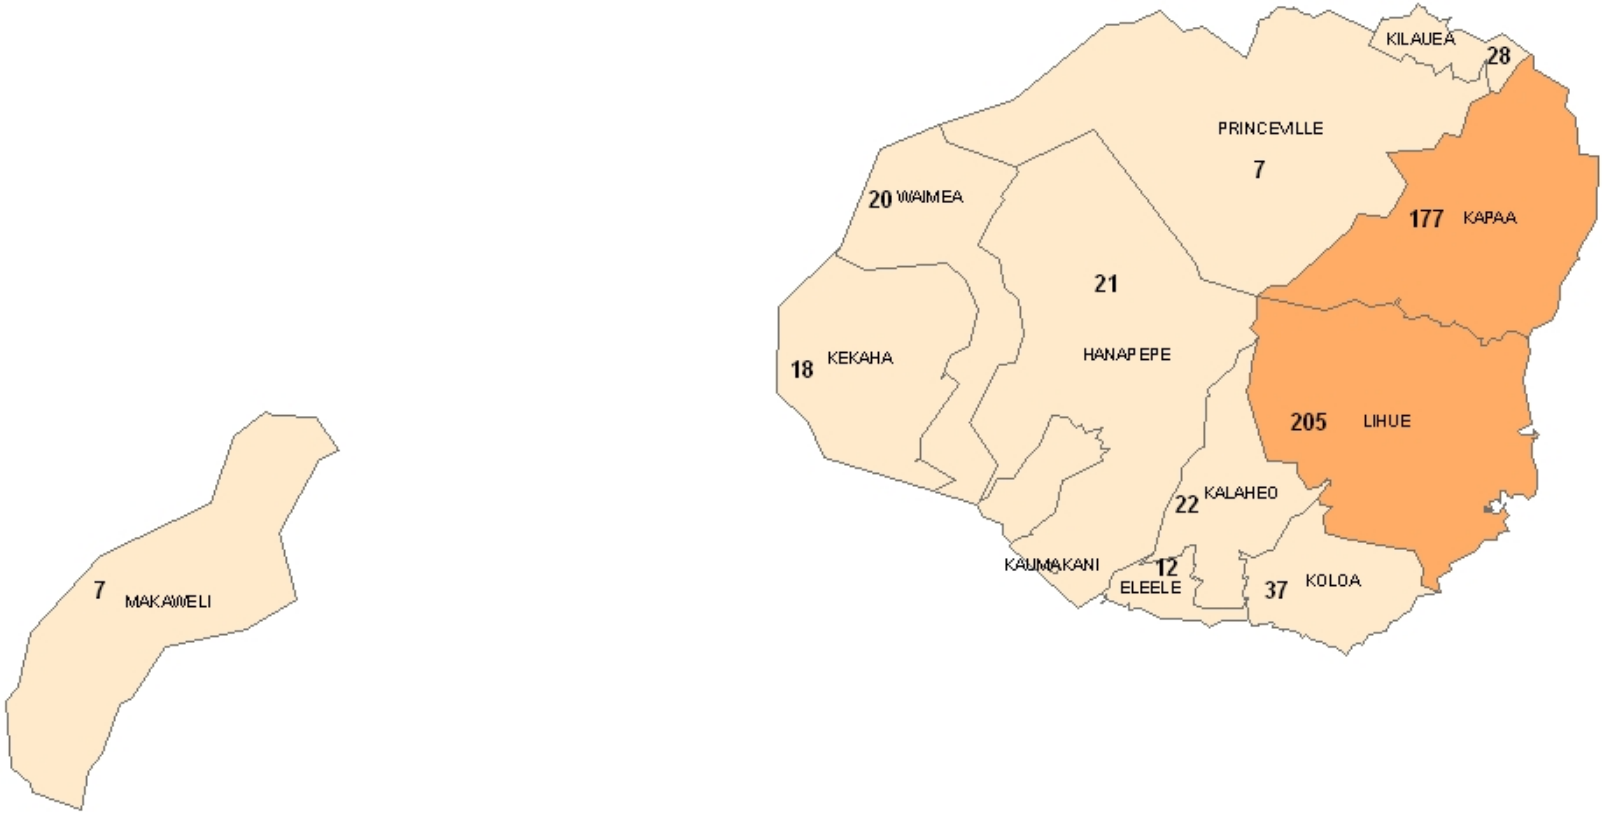 KILAUEA
28
PRINCEVILLE
7
20 WAIMEA
177 KAPAA
21
HANAPEPE
18 KEKAHA
205 LIHUE
22 KALAHEO
KAUMAKANI
12
ELEELE
37 KOLOA
7
MAKAWELI